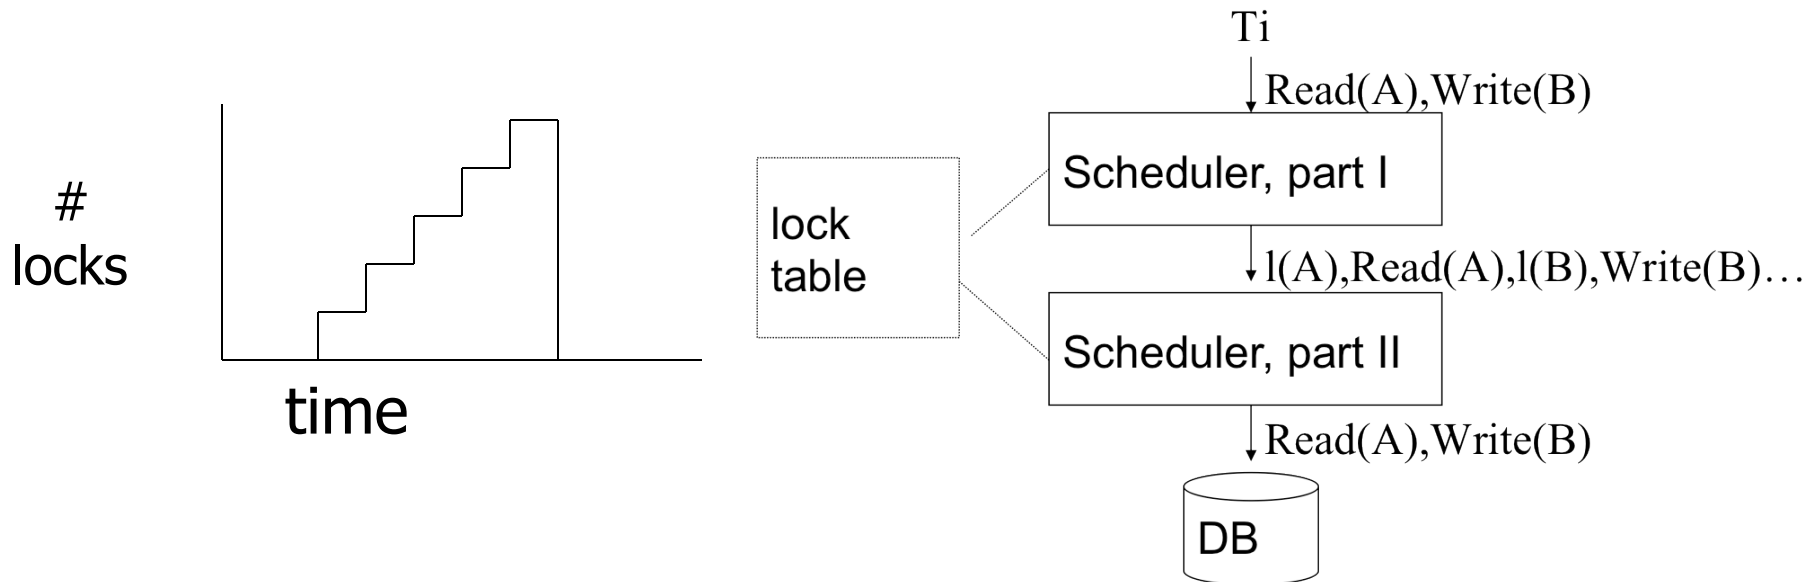 #
locks
time
Ti
Read(A),Write(B)
Scheduler, part I
lock
table
l(A),Read(A),l(B),Write(B)…
Scheduler, part II
Read(A),Write(B)
DB